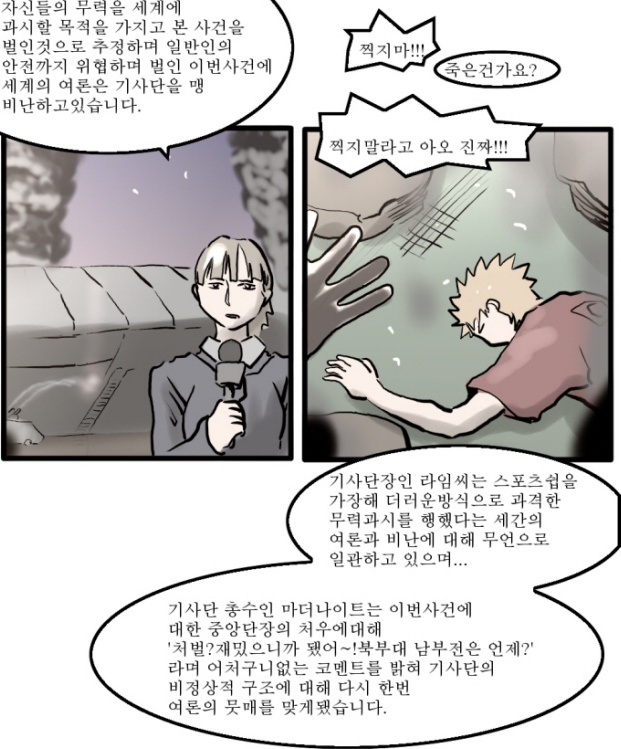 자신들의 무력을 세계에
과시할 목적을 가지고 본 사건을
벌인것으로 추정하며 일반인의
안전까지 위협하며 벌인 이번사건에
세계의 여론은 기사단을 맹
비난하고있습니다.
찍지마!!!
죽은건가요?
찍지말라고 아오 진짜!!!
기사단장인 라임씨는 스포츠쉽을
가장해 더러운방식으로 과격한
무력과시를 행했다는 세간의
여론과 비난에 대해 무언으로
일관하고 있으며...
기사단 총수인 마더나이트는 이번사건에
대한 중앙단장의 처우에대해
'처벌?재밌으니까 됐어~!북부대 남부전은 언제?'
라며 어처구니없는 코멘트를 밝혀 기사단의
비정상적 구조에 대해 다시 한번
여론의 뭇매를 맞게됐습니다.